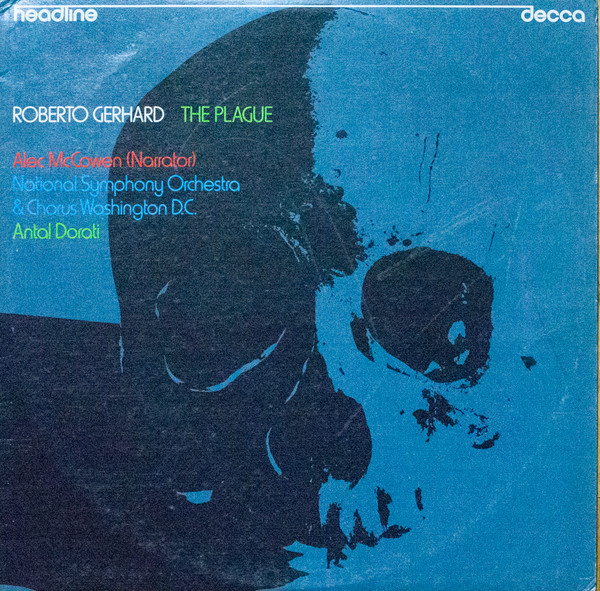 headline decca
ROBERTO GERHARD THE PLAGUE
Alec McCowen (Narrator)
National Symphony Orchestra
& Chorus Washington D.C.
Antal Dorati